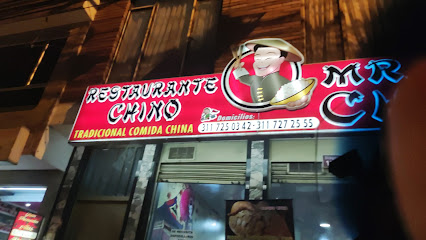 RESTAURANTE
CHINO
TRADICIONAL COMIDA CHINA
Domicilios:
311 725 03 42 - 311 727 25 55
MR